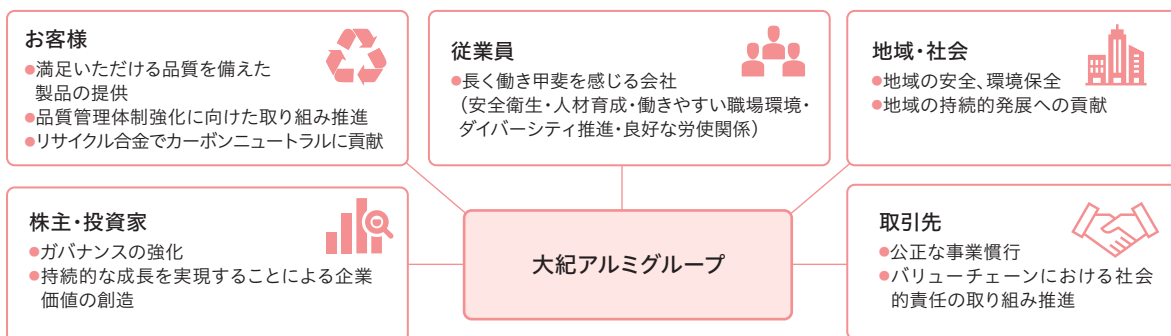 お客様
●満足いただける品質を備えた
製品の提供
●品質管理体制強化に向けた取り組み推進
●リサイクル合金でカーボンニュートラルに貢献
従業員
●長く働き甲斐を感じる会社
（安全衛生・人材育成・働きやすい職場環境・
ダイバーシティ推進・良好な労使関係）
地域・社会
●地域の安全、環境保全
●地域の持続的発展への貢献
株主・投資家
●ガバナンスの強化
●持続的な成長を実現することによる企業
価値の創造
大紀アルミグループ
取引先
●公正な事業慣行
●バリューチェーンにおける社会
的責任の取り組み推進